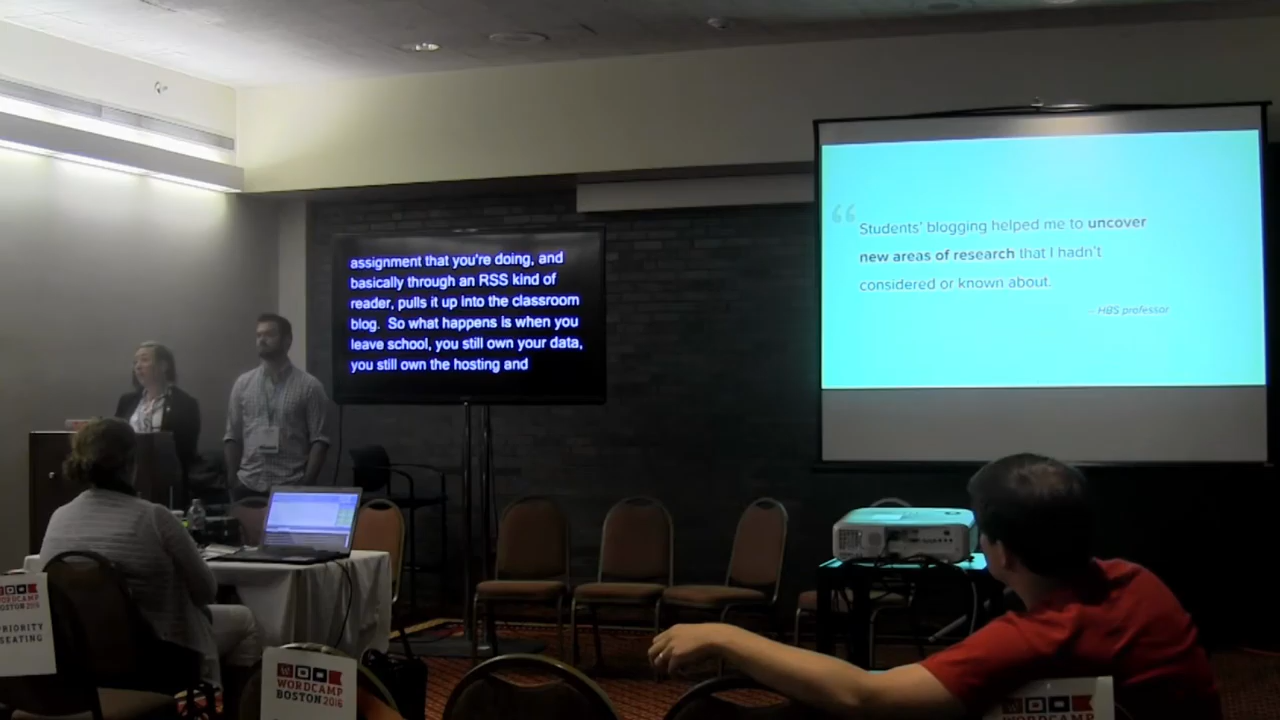 assignment that you're doing, and
basically through an RSS kind of
reader, pulls it up into the classroom
blog.  So what happens is when you
leave school, you still own your data,
you still own the hosting and
“
Students' blogging helped me to uncover
new areas of research that I hadn't
considered or known about.
– HBS professor
WORDCAMP
BOSTON 2016
PRIORITY
SEATING
WORDCAMP
BOSTON 2016
WORDCAMP